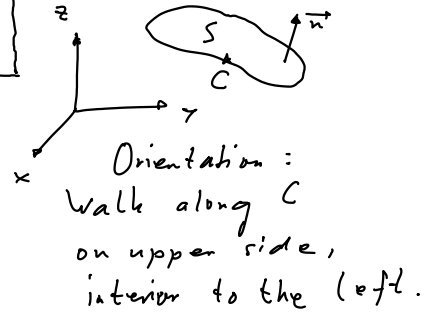 z
S
n
C
y
x
Orientation :
Walk along C
on upper side,
interior to the left.